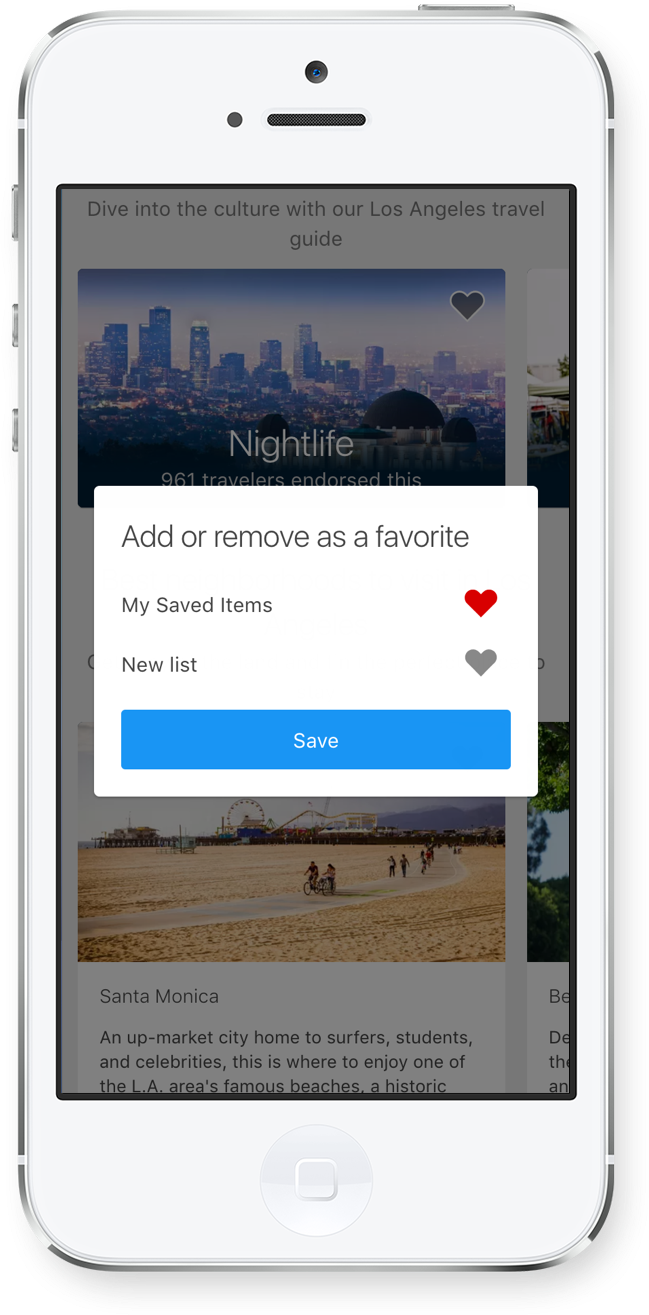 Dive into the culture with our Los Angeles travel
guide
Nightlife
961 travelers endorsed this
Add or remove as a favorite
My Saved Items
New list
Save
Santa Monica
Be
An up-market city home to surfers, students,
De
and celebrities, this is where to enjoy one of
the
the L.A. area's famous beaches, a historic
an